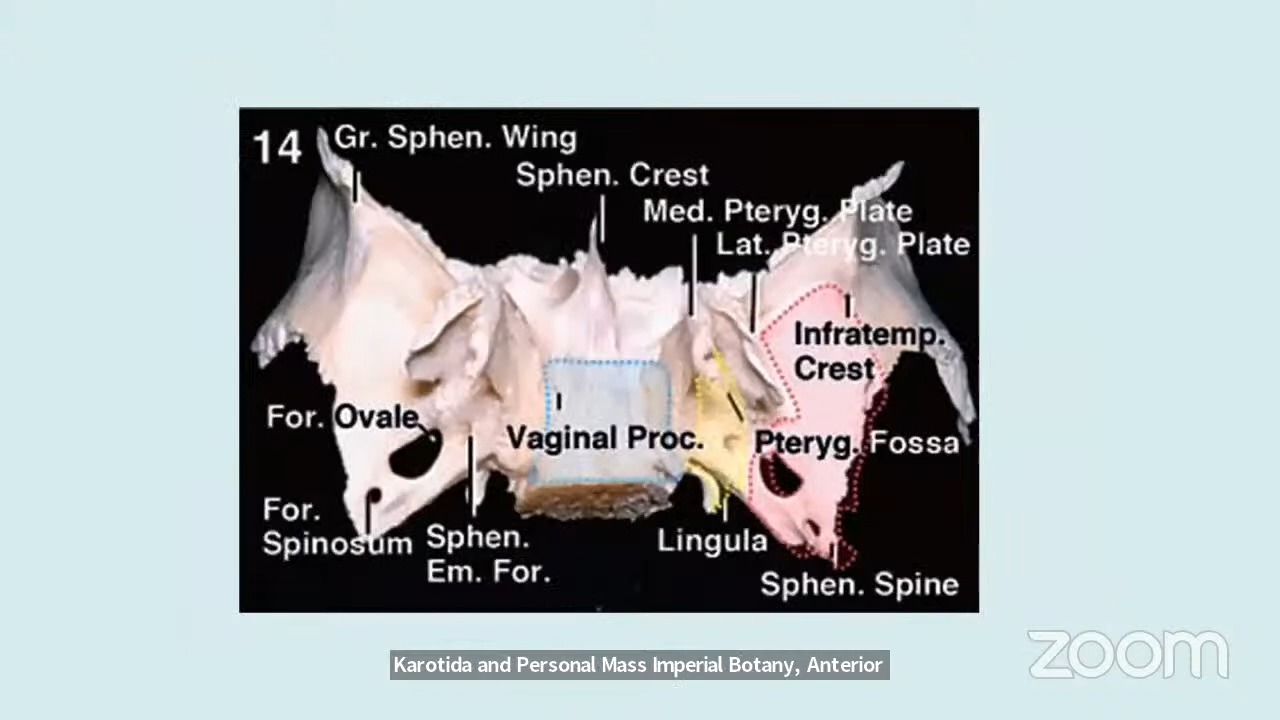 14
Gr. Sphen. Wing
Sphen. Crest
Med. Pteryg. Plate
Lat. Pteryg. Plate
Infratemp.
Crest
For. Ovale
Vaginal Proc.
Pteryg. Fossa
For.
Spinosum
Sphen.
Em. For.
Lingula
Sphen. Spine
Karotida and Personal Mass Imperial Botany, Anterior
zoom